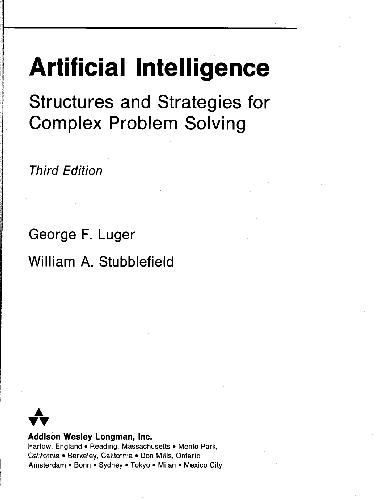 Artificial Intelligence
Structures and Strategies for
Complex Problem Solving
Third Edition
George F. Luger
William A. Stubblefield
Addison Wesley Longman, Inc.
Harlow, England • Reading, Massachusetts • Menlo Park,
California • Berkeley, California • Don Mills, Ontario
Amsterdam • Bonn • Sydney • Tokyo • Milan • Mexico City